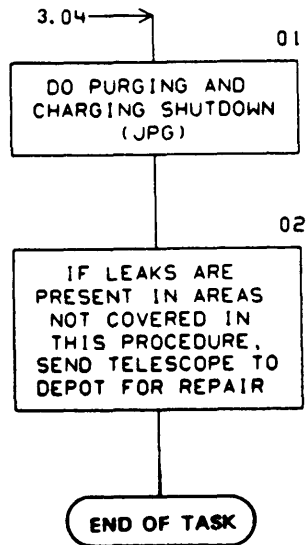 3.04
01
DO PURGING AND
CHARGING SHUTDOWN
(JPG)
02
IF LEAKS ARE
PRESENT IN AREAS
NOT COVERED IN
THIS PROCEDURE,
SEND TELESCOPE TO
DEPOT FOR REPAIR
END OF TASK